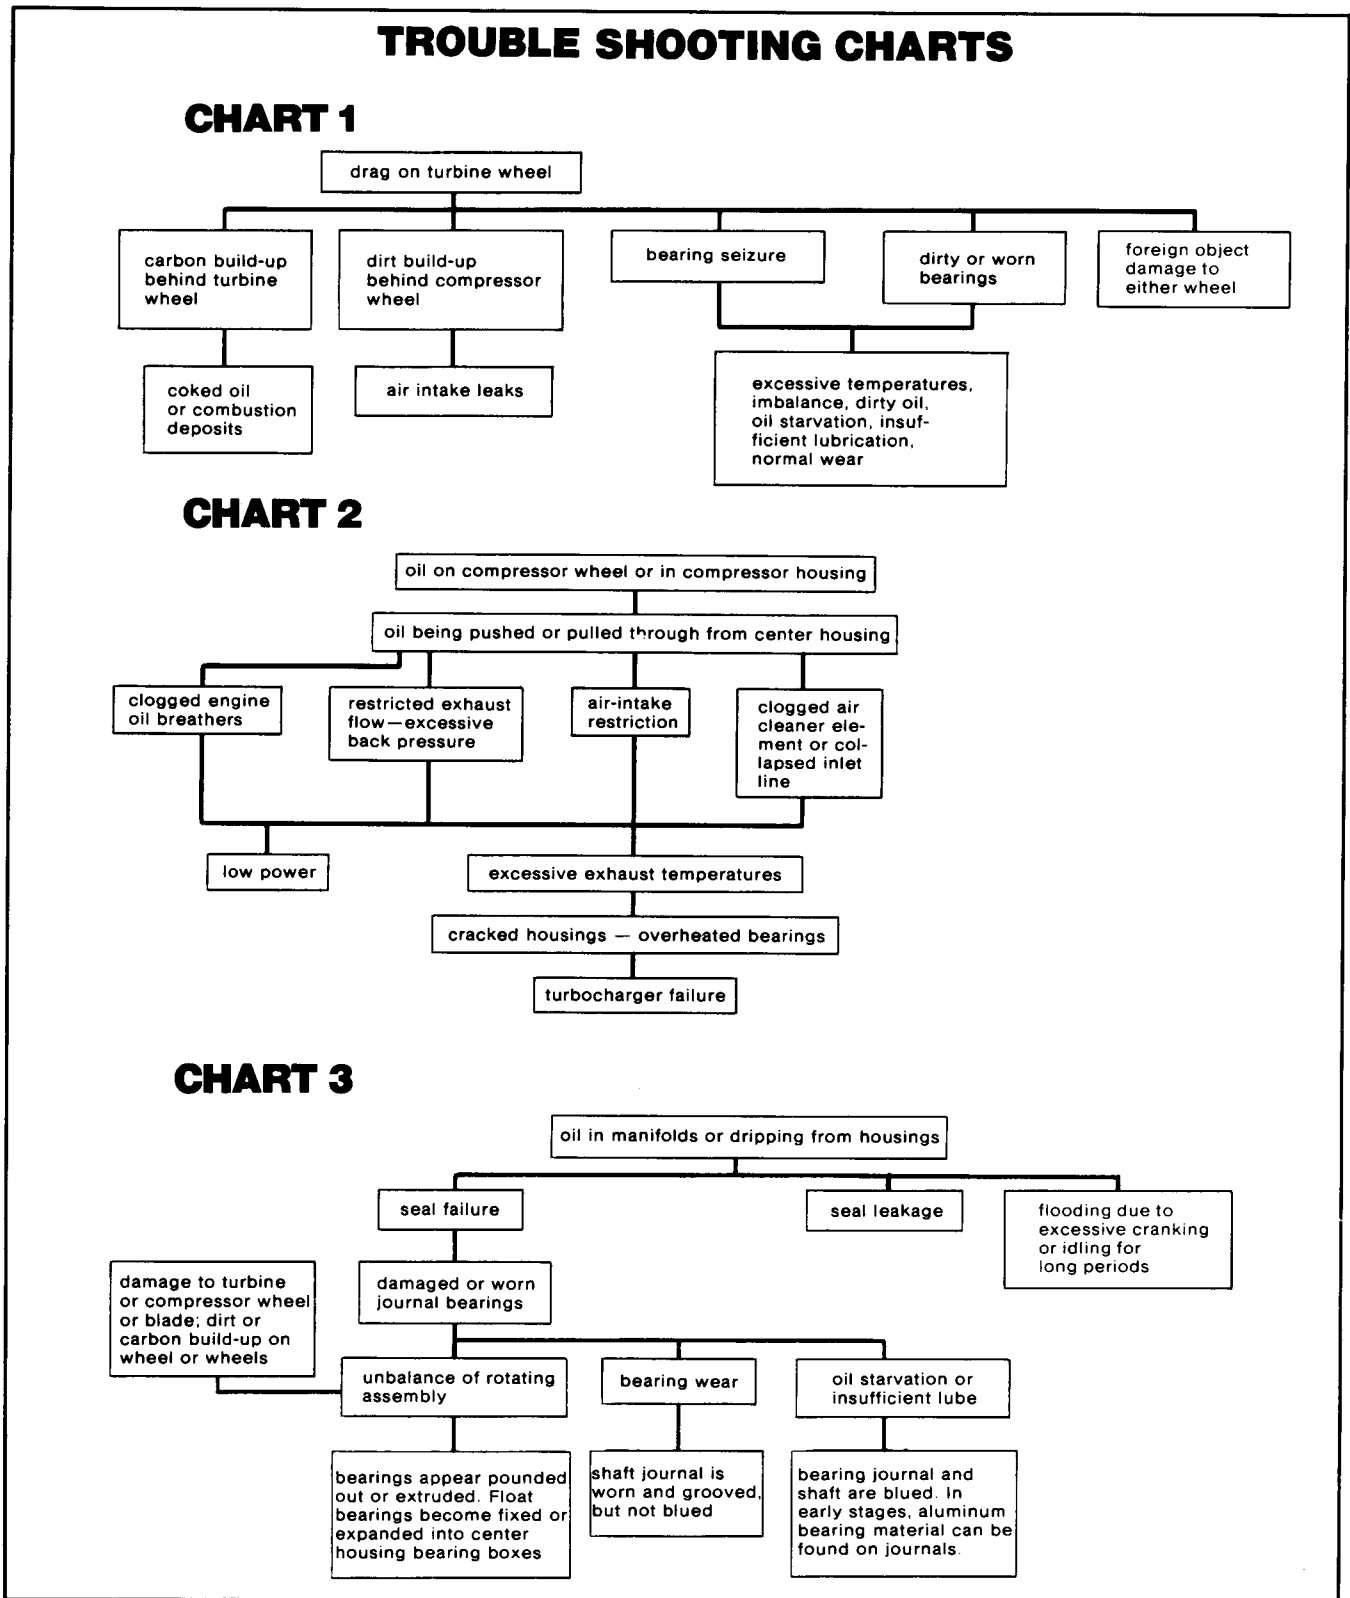 TROUBLE SHOOTING CHARTS
CHART 1
drag on turbine wheel
carbon build-up
behind turbine
wheel
dirt build-up
behind compressor
wheel
bearing seizure
dirty or worn
bearings
foreign object
damage to
either wheel
coked oil
or combustion
deposits
air intake leaks
excessive temperatures,
imbalance, dirty oil,
oil starvation, insuf-
ficient lubrication,
normal wear
CHART 2
oil on compressor wheel or in compressor housing
oil being pushed or pulled through from center housing
clogged engine
oil breathers
restricted exhaust
flow—excessive
back pressure
air-intake
restriction
clogged air
cleaner ele-
ment or col-
lapsed inlet
line
low power
excessive exhaust temperatures
cracked housings — overheated bearings
turbocharger failure
CHART 3
oil in manifolds or dripping from housings
seal failure
seal leakage
flooding due to
excessive cranking
or idling for
long periods
damage to turbine
or compressor wheel
or blade; dirt or
carbon build-up on
wheel or wheels
damaged or worn
journal bearings
unbalance of rotating
assembly
bearing wear
oil starvation or
insufficient lube
bearings appear pounded
out or extruded. Float
bearings become fixed or
expanded into center
housing bearing boxes
shaft journal is
worn and grooved,
but not blued
bearing journal and
shaft are blued. In
early stages, aluminum
bearing material can be
found on journals.